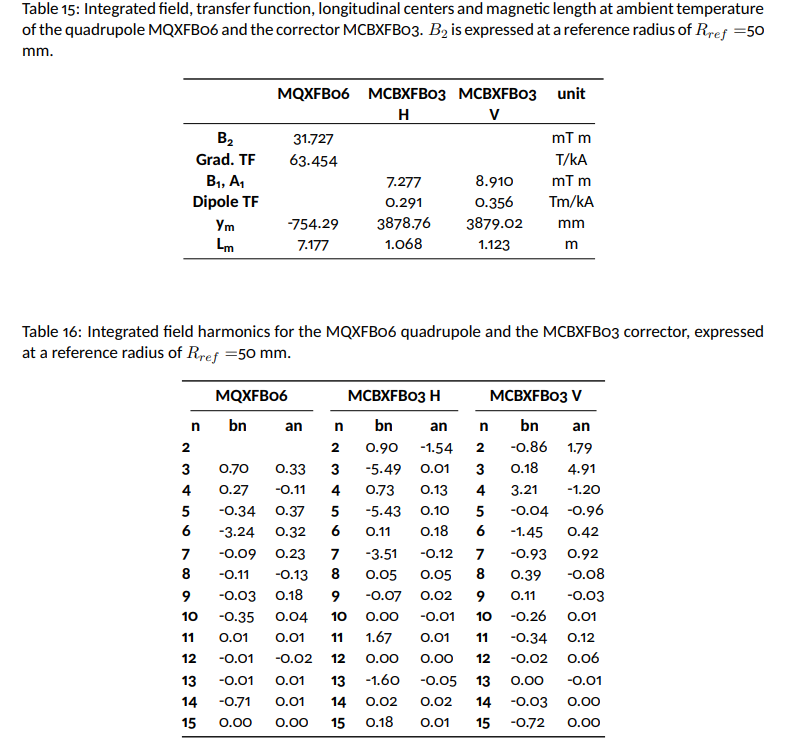 Table 15: Integrated field, transfer function, longitudinal centers and magnetic length at ambient temperature
of the quadrupole MQXFB06 and the corrector MCBXFB03. B2 is expressed at a reference radius of Rref =50
mm.
MQXFB06 MCBXFB03 MCBXFB03 unit
H V
B2 31.727 mT m
Grad. TF 63.454 T/kA
B1, A1 7.277 8.910 mT m
Dipole TF 0.291 0.356 Tm/kA
ym -754.29 3878.76 3879.02 mm
Lm 7.177 1.068 1.123 m
Table 16: Integrated field harmonics for the MQXFB06 quadrupole and the MCBXFB03 corrector, expressed
at a reference radius of Rref =50 mm.
MQXFB06 MCBXFB03 H MCBXFB03 V
n bn an n bn an n bn an
2 2 0.90 -1.54 2 -0.86 1.79
3 0.70 0.33 3 -5.49 0.01 3 0.18 4.91
4 0.27 -0.11 4 0.73 0.13 4 3.21 -1.20
5 -0.34 0.37 5 -5.43 0.10 5 -0.04 -0.96
6 -3.24 0.32 6 0.11 0.18 6 -1.45 0.42
7 -0.09 0.23 7 -3.51 -0.12 7 -0.93 0.92
8 -0.11 -0.13 8 0.05 0.05 8 0.39 -0.08
9 -0.03 0.18 9 -0.07 0.02 9 0.11 -0.03
10 -0.35 0.04 10 0.00 -0.01 10 -0.26 0.01
11 0.01 0.01 11 1.67 0.01 11 -0.34 0.12
12 -0.01 -0.02 12 0.00 0.00 12 -0.02 0.06
13 -0.01 0.01 13 -1.60 -0.05 13 0.00 -0.01
14 -0.71 0.01 14 0.02 0.02 14 -0.03 0.00
15 0.00 0.00 15 0.18 0.01 15 -0.72 0.00